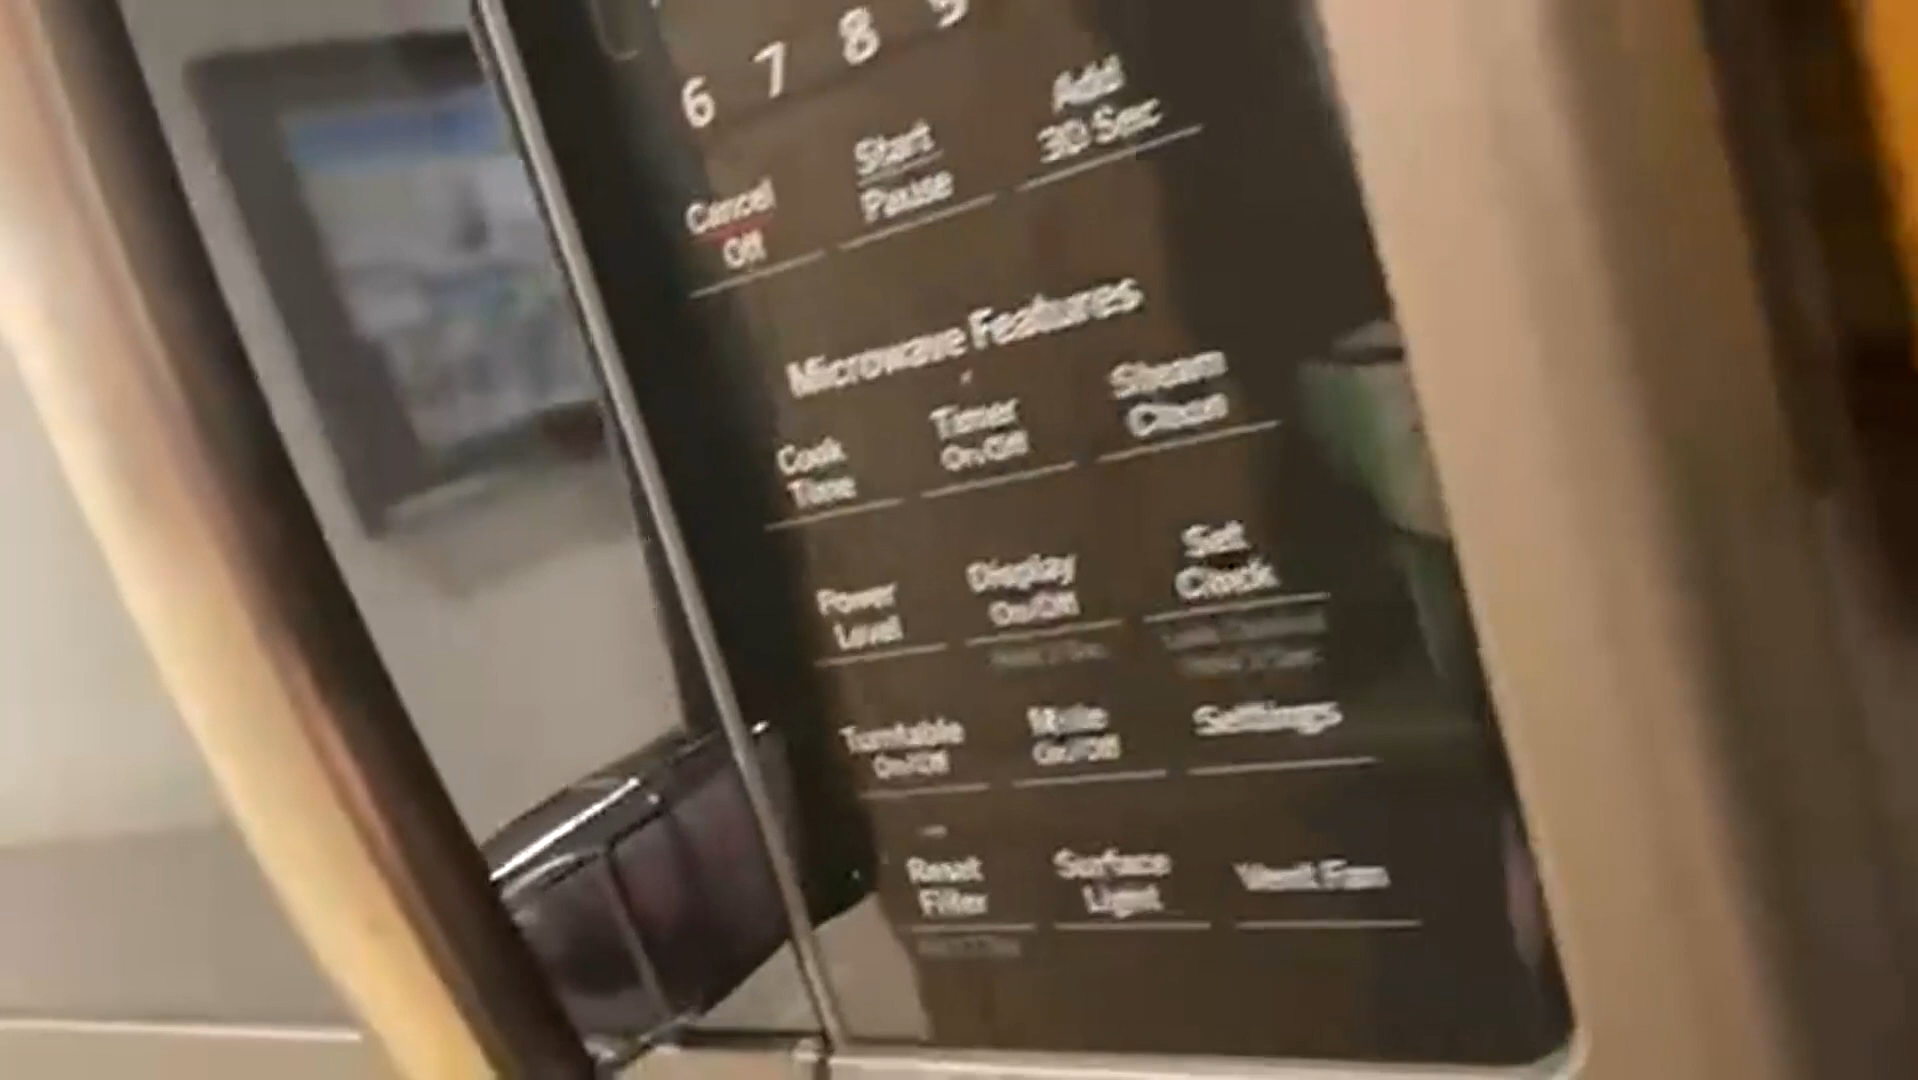 6 7 8 9
Add
30 Sec
Start
Pause
Cancel
Off
Microwave Features
Cook
Time
Timer
On/Off
Steam
Clean
Power
Level
Display
On/Off
Set
Clock
Turntable
On/Off
Mute
On/Off
Settings
Reset
Filter
Surface
Light
Vent Fan